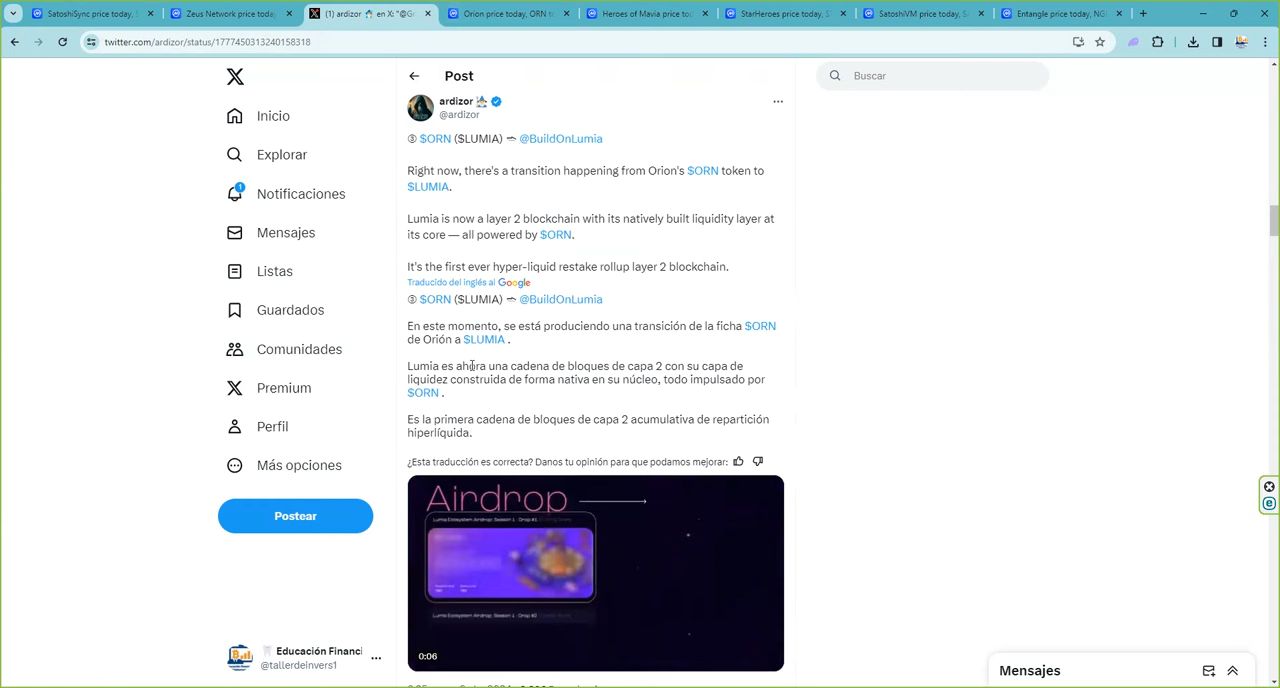 SatoshiSync price today, S
Zeus Network price today
(1) ardizor en X: "@Gr
Orion price today, ORN to
Heroes of Mavia price toc
StarHeroes price today, S
SatoshiVM price today, SA
Entangle price today, NG
twitter.com/ardizor/status/1777450313240158318
Inicio
Explorar
1
Notificaciones
Mensajes
Listas
Guardados
Comunidades
Premium
Perfil
Más opciones
Postear
Educación Financi
@tallerdeinvers1
Post
ardizor
@ardizor
③ $ORN ($LUMIA) @BuildOnLumia
Right now, there's a transition happening from Orion's $ORN token to
$LUMIA.
Lumia is now a layer 2 blockchain with its natively built liquidity layer at
its core — all powered by $ORN.
It's the first ever hyper-liquid restake rollup layer 2 blockchain.
Traducido del inglés al Google
③ $ORN ($LUMIA) @BuildOnLumia
En este momento, se está produciendo una transición de la ficha $ORN
de Orión a $LUMIA .
Lumia es ahora una cadena de bloques de capa 2 con su capa de
liquidez construida de forma nativa en su núcleo, todo impulsado por
$ORN .
Es la primera cadena de bloques de capa 2 acumulativa de repartición
hiperlíquida.
¿Esta traducción es correcta? Danos tu opinión para que podamos mejorar:
Airdrop
Lumia Ecosystem Airdrop: Season 1 · Drop #1
Lumia Ecosystem Airdrop: Season 1 · Drop #2
0:06
Buscar
Mensajes